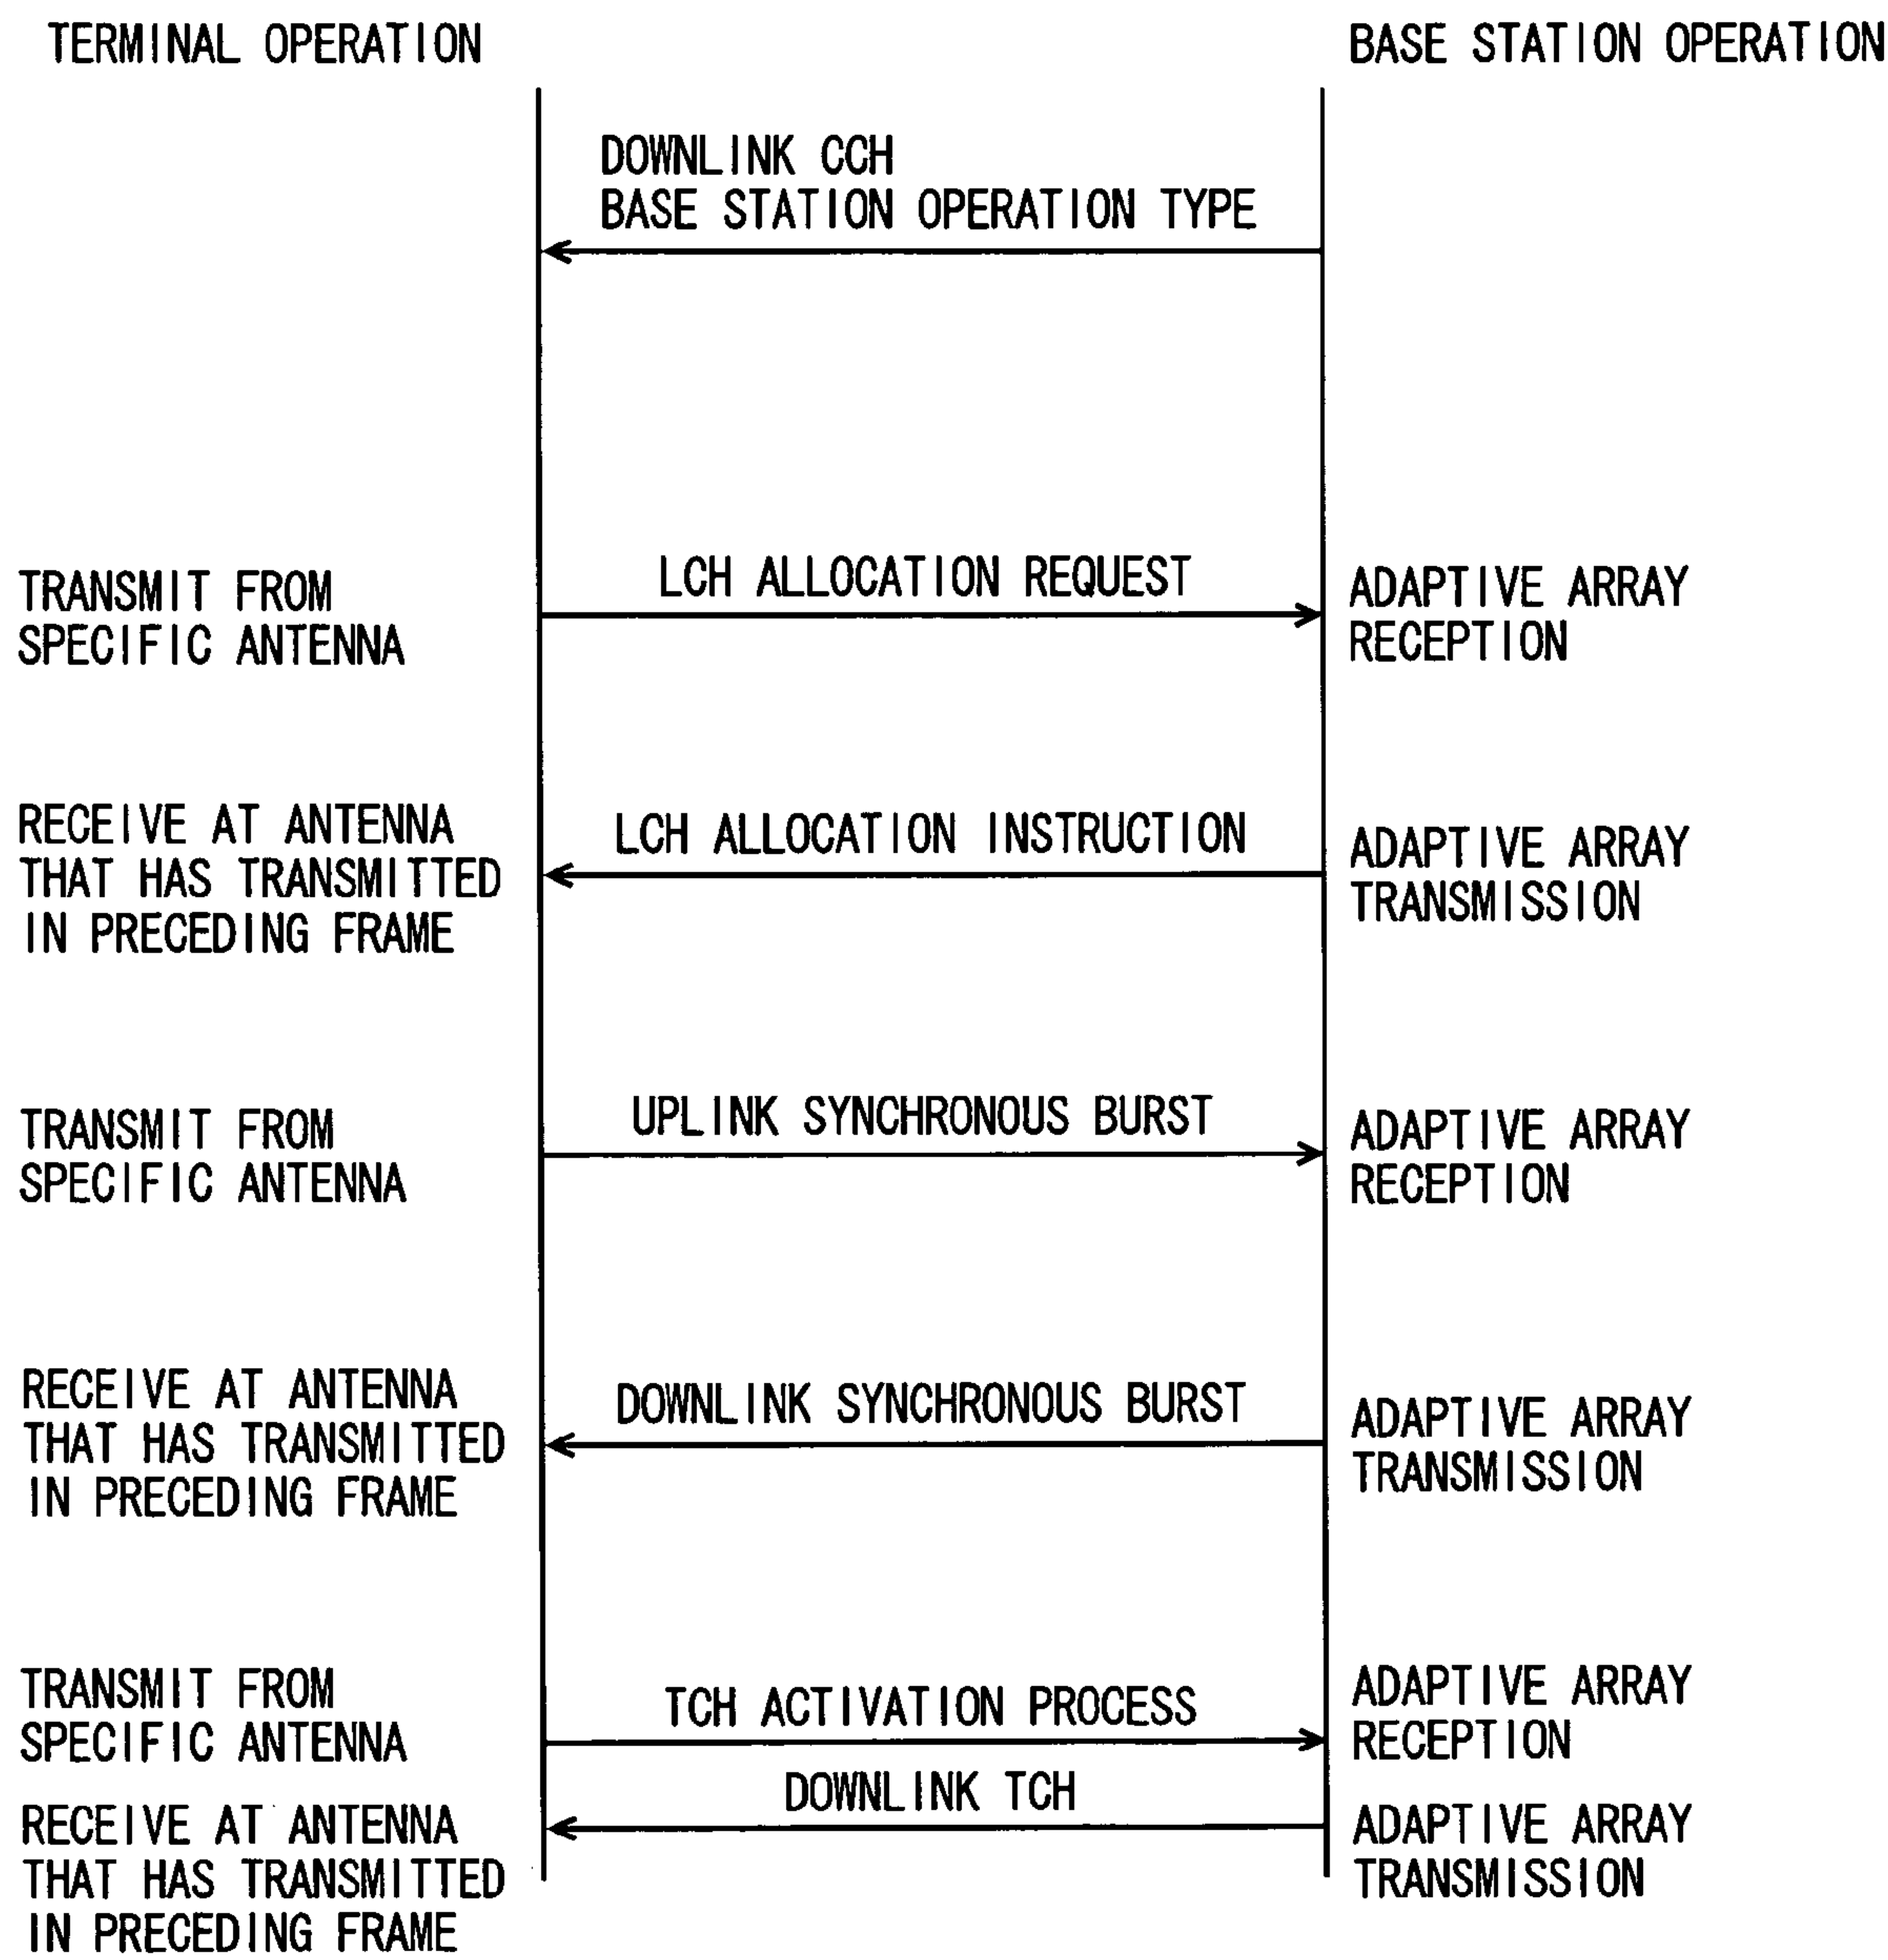 TERMINAL OPERATION
BASE STATION OPERATION
DOWNLINK CCH
BASE STATION OPERATION TYPE
TRANSMIT FROM
SPECIFIC ANTENNA
LCH ALLOCATION REQUEST
ADAPTIVE ARRAY
RECEPTION
RECEIVE AT ANTENNA
THAT HAS TRANSMITTED
IN PRECEDING FRAME
LCH ALLOCATION INSTRUCTION
ADAPTIVE ARRAY
TRANSMISSION
TRANSMIT FROM
SPECIFIC ANTENNA
UPLINK SYNCHRONOUS BURST
ADAPTIVE ARRAY
RECEPTION
RECEIVE AT ANTENNA
THAT HAS TRANSMITTED
IN PRECEDING FRAME
DOWNLINK SYNCHRONOUS BURST
ADAPTIVE ARRAY
TRANSMISSION
TRANSMIT FROM
SPECIFIC ANTENNA
TCH ACTIVATION PROCESS
ADAPTIVE ARRAY
RECEPTION
RECEIVE AT ANTENNA
THAT HAS TRANSMITTED
IN PRECEDING FRAME
DOWNLINK TCH
ADAPTIVE ARRAY
TRANSMISSION